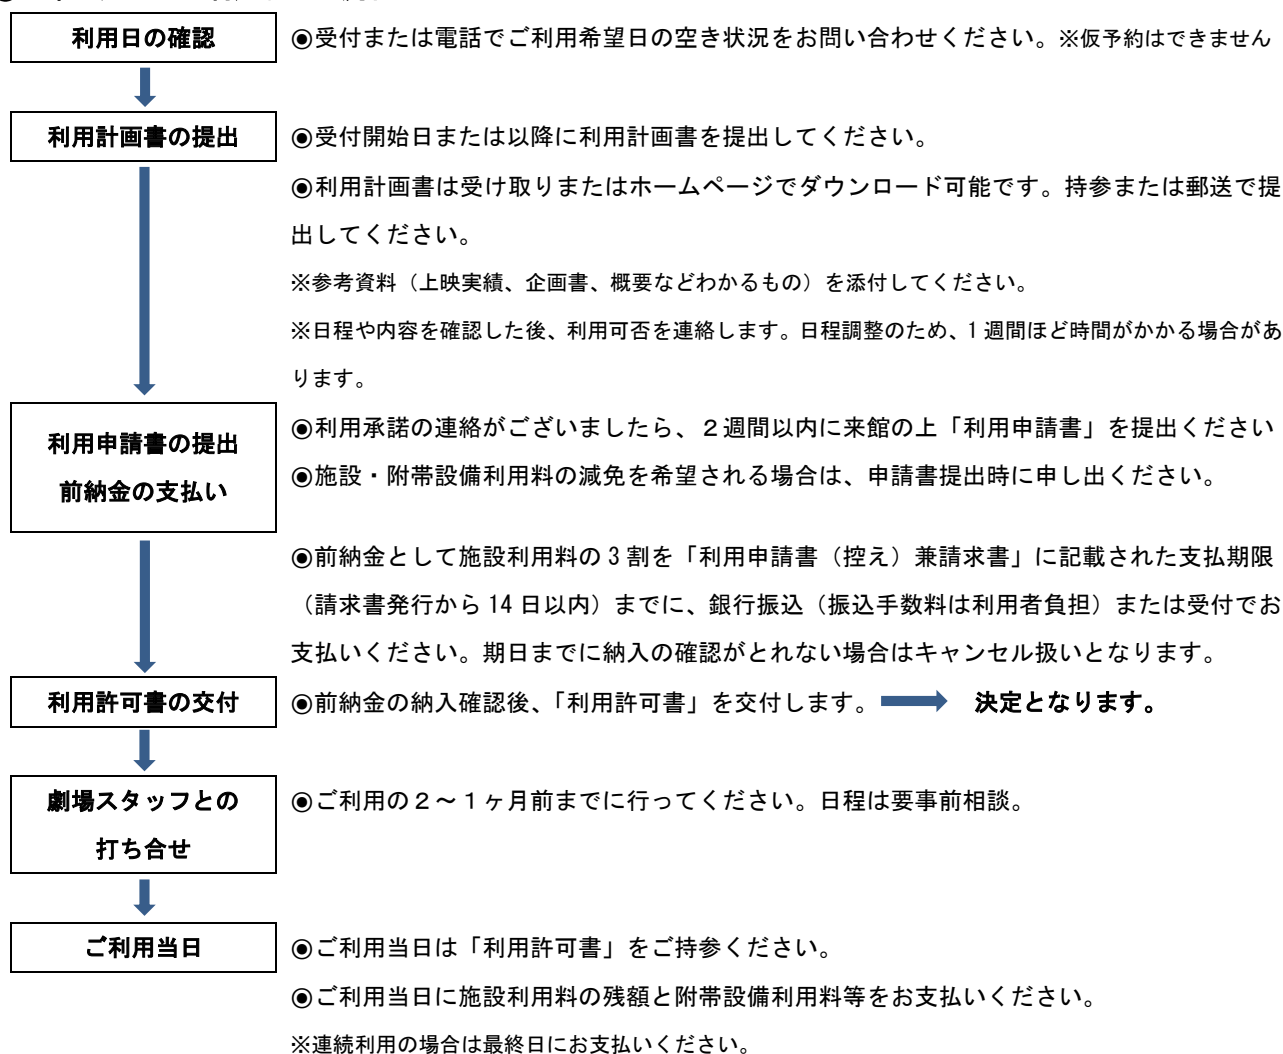 利用日の確認
◉受付または電話でご利用希望日の空き状況をお問い合わせください。※仮予約はできません
利用計画書の提出
◉受付開始日または以降に利用計画書を提出してください。
◉利用計画書は受け取りまたはホームページでダウンロード可能です。持参または郵送で提
出してください。
※参考資料（上映実績、企画書、概要などわかるもの）を添付してください。
※日程や内容を確認した後、利用可否を連絡します。日程調整のため、1 週間ほど時間がかかる場合があ
ります。
利用申請書の提出
前納金の支払い
◉利用承諾の連絡がございましたら、２週間以内に来館の上「利用申請書」を提出ください
◉施設・附帯設備利用料の減免を希望される場合は、申請書提出時に申し出ください。
◉前納金として施設利用料の 3 割を「利用申請書（控え）兼請求書」に記載された支払期限
（請求書発行から 14 日以内）までに、銀行振込（振込手数料は利用者負担）または受付でお
支払いください。期日までに納入の確認がとれない場合はキャンセル扱いとなります。
利用許可書の交付
◉前納金の納入確認後、「利用許可書」を交付します。 決定となります。
劇場スタッフとの
打ち合せ
◉ご利用の２～１ヶ月前までに行ってください。日程は要事前相談。
ご利用当日
◉ご利用当日は「利用許可書」をご持参ください。
◉ご利用当日に施設利用料の残額と附帯設備利用料等をお支払いください。
※連続利用の場合は最終日にお支払いください。